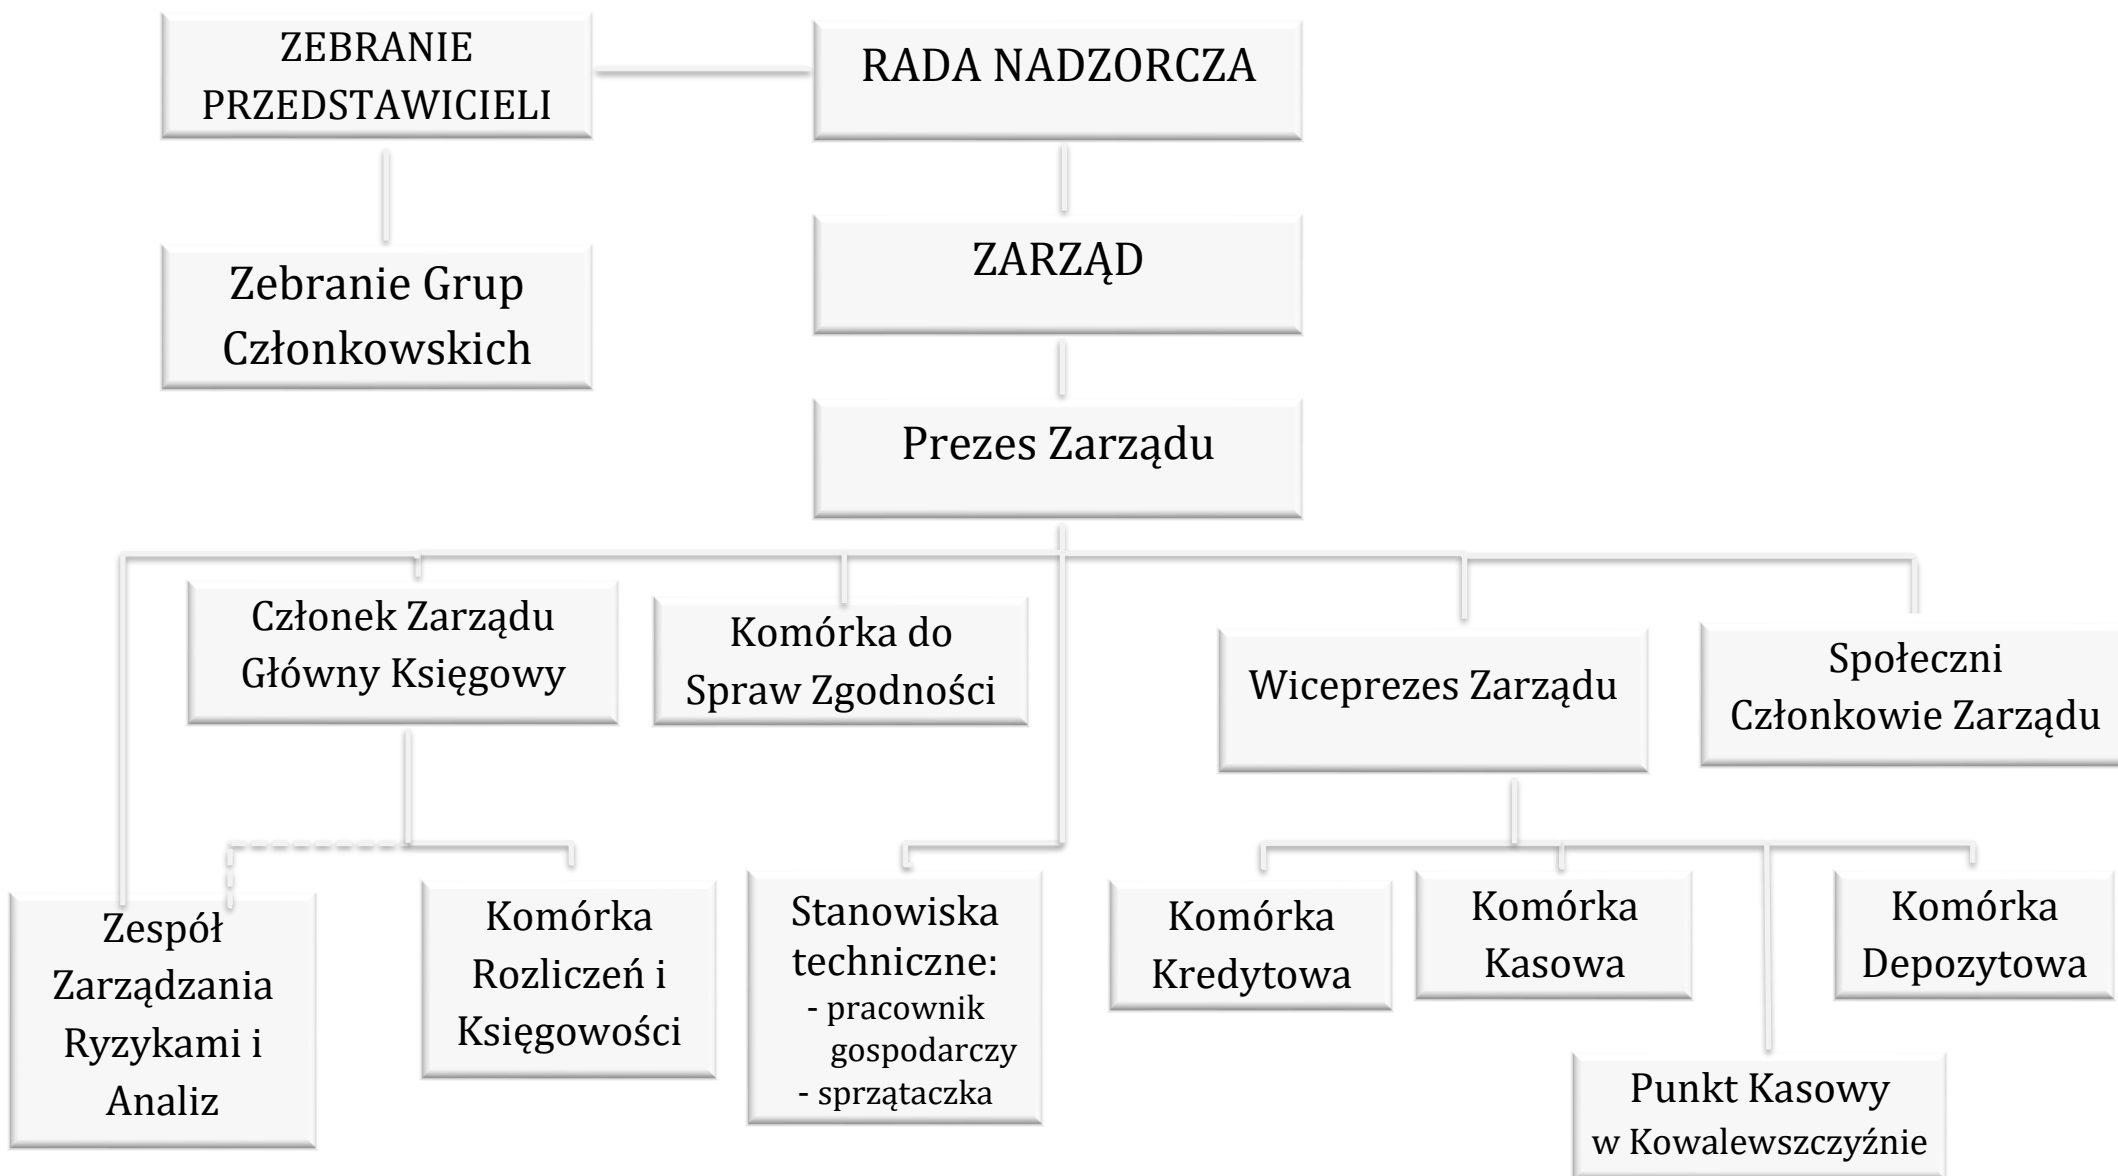 ZEBRANIE
PRZEDSTAWICIELI
RADA NADZORCZA
Zebranie Grup
Członkowskich
ZARZĄD
Prezes Zarządu
Członek Zarządu
Główny Księgowy
Komórka do
Spraw Zgodności
Wiceprezes Zarządu
Społeczni
Członkowie Zarządu
Zespół
Zarządzania
Ryzykami i
Analiz
Komórka
Rozliczeń i
Księgowości
Stanowiska
techniczne:
- pracownik
gospodarczy
- sprzątaczka
Komórka
Kredytowa
Komórka
Kasowa
Komórka
Depozytowa
Punkt Kasowy
w Kowalewszczyźnie